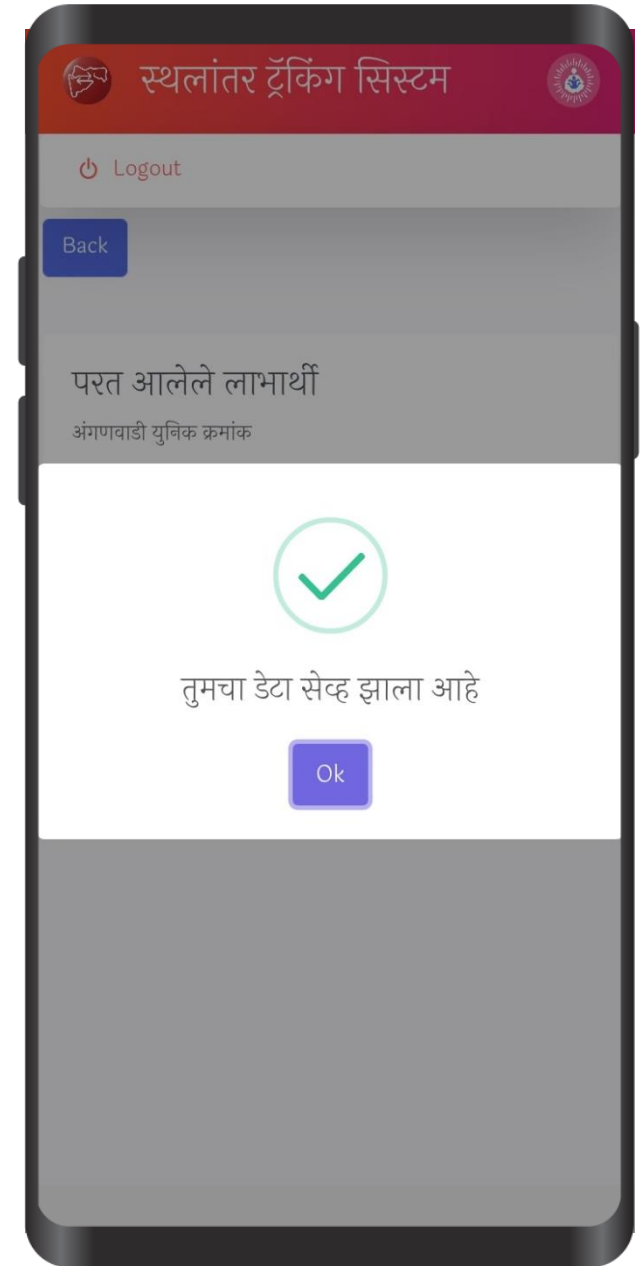 स्थलांतर ट्रॅकिंग सिस्टम
Logout
Back
परत आलेले लाभार्थी
अंगणवाडी युनिक क्रमांक
तुमचा डेटा सेव्ह झाला आहे
Ok